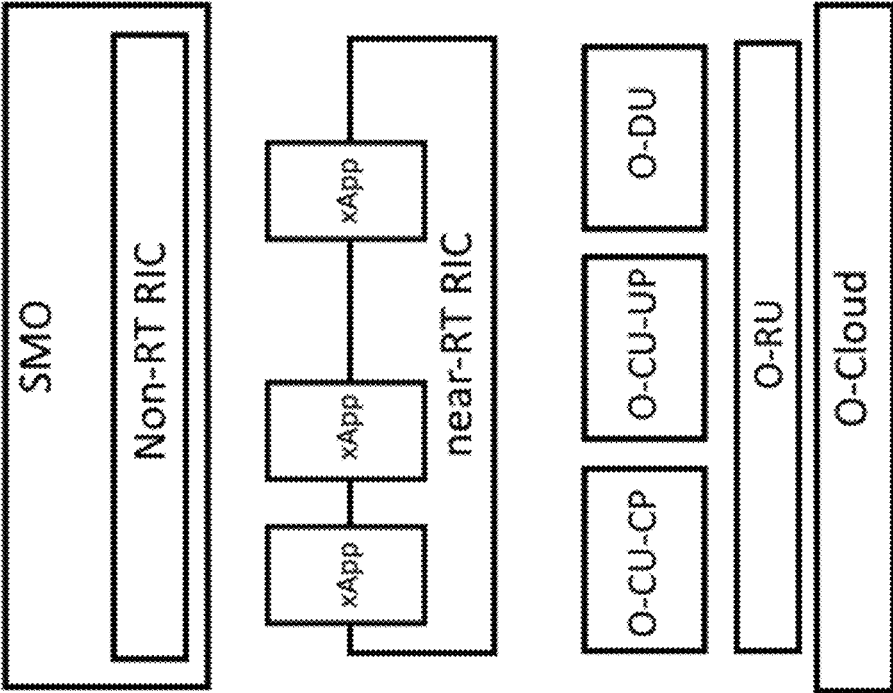 SMO
Non-RT RIC
xApp
xApp
xApp
near-RT RIC
O-CU-CP
O-CU-UP
O-DU
O-RU
O-Cloud